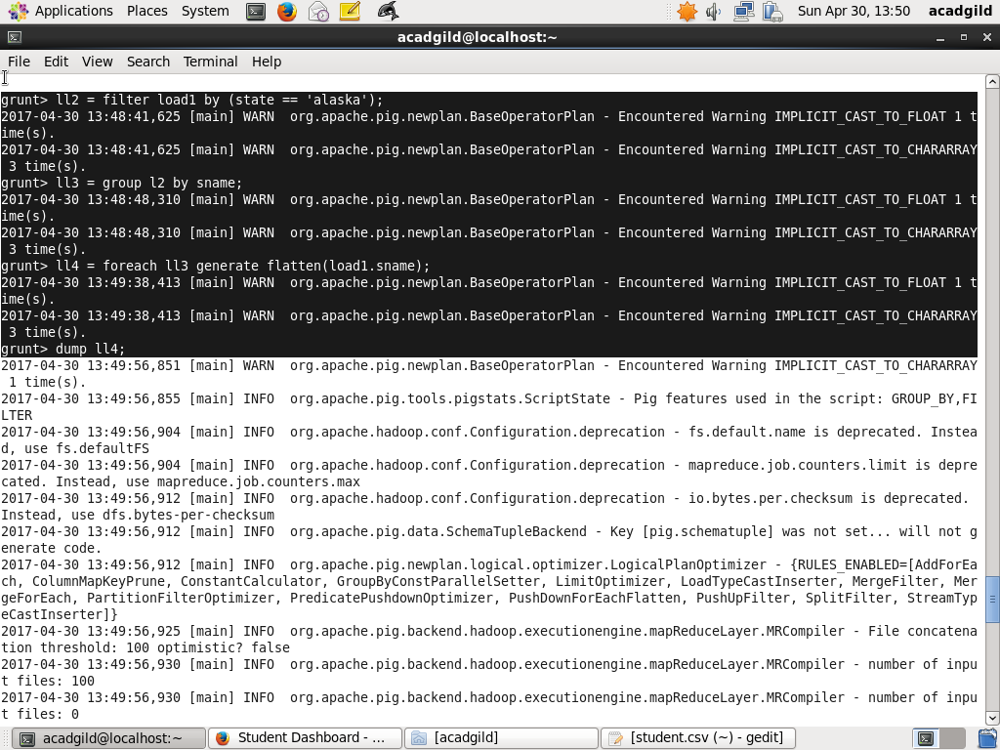 Applications Places System Sun Apr 30, 13:50 acadgild
acadgild@localhost:~
File Edit View Search Terminal Help
grunt> ll2 = filter load1 by (state == 'alaska');
2017-04-30 13:48:41,625 [main] WARN  org.apache.pig.newplan.BaseOperatorPlan - Encountered Warning IMPLICIT_CAST_TO_FLOAT 1 t
ime(s).
2017-04-30 13:48:41,625 [main] WARN  org.apache.pig.newplan.BaseOperatorPlan - Encountered Warning IMPLICIT_CAST_TO_CHARARRAY
 3 time(s).
grunt> ll3 = group l2 by sname;
2017-04-30 13:48:48,310 [main] WARN  org.apache.pig.newplan.BaseOperatorPlan - Encountered Warning IMPLICIT_CAST_TO_FLOAT 1 t
ime(s).
2017-04-30 13:48:48,310 [main] WARN  org.apache.pig.newplan.BaseOperatorPlan - Encountered Warning IMPLICIT_CAST_TO_CHARARRAY
 3 time(s).
grunt> ll4 = foreach ll3 generate flatten(load1.sname);
2017-04-30 13:49:38,413 [main] WARN  org.apache.pig.newplan.BaseOperatorPlan - Encountered Warning IMPLICIT_CAST_TO_FLOAT 1 t
ime(s).
2017-04-30 13:49:38,413 [main] WARN  org.apache.pig.newplan.BaseOperatorPlan - Encountered Warning IMPLICIT_CAST_TO_CHARARRAY
 3 time(s).
grunt> dump ll4;
2017-04-30 13:49:56,851 [main] WARN  org.apache.pig.newplan.BaseOperatorPlan - Encountered Warning IMPLICIT_CAST_TO_CHARARRAY
 1 time(s).
2017-04-30 13:49:56,855 [main] INFO  org.apache.pig.tools.pigstats.ScriptState - Pig features used in the script: GROUP_BY,FI
LTER
2017-04-30 13:49:56,904 [main] INFO  org.apache.hadoop.conf.Configuration.deprecation - fs.default.name is deprecated. Instea
d, use fs.defaultFS
2017-04-30 13:49:56,904 [main] INFO  org.apache.hadoop.conf.Configuration.deprecation - mapreduce.job.counters.limit is depre
cated. Instead, use mapreduce.job.counters.max
2017-04-30 13:49:56,912 [main] INFO  org.apache.hadoop.conf.Configuration.deprecation - io.bytes.per.checksum is deprecated.
Instead, use dfs.bytes-per-checksum
2017-04-30 13:49:56,912 [main] INFO  org.apache.pig.data.SchemaTupleBackend - Key [pig.schematuple] was not set... will not g
enerate code.
2017-04-30 13:49:56,912 [main] INFO  org.apache.pig.newplan.logical.optimizer.LogicalPlanOptimizer - {RULES_ENABLED=[AddForEa
ch, ColumnMapKeyPrune, ConstantCalculator, GroupByConstParallelSetter, LimitOptimizer, LoadTypeCastInserter, MergeFilter, Mer
geForEach, PartitionFilterOptimizer, PredicatePushdownOptimizer, PushDownForEachFlatten, PushUpFilter, SplitFilter, StreamTyp
eCastInserter]}
2017-04-30 13:49:56,925 [main] INFO  org.apache.pig.backend.hadoop.executionengine.mapReduceLayer.MRCompiler - File concatena
tion threshold: 100 optimistic? false
2017-04-30 13:49:56,930 [main] INFO  org.apache.pig.backend.hadoop.executionengine.mapReduceLayer.MRCompiler - number of inpu
t files: 100
2017-04-30 13:49:56,930 [main] INFO  org.apache.pig.backend.hadoop.executionengine.mapReduceLayer.MRCompiler - number of inpu
t files: 0
acadgild@localhost:~ Student Dashboard - ... [acadgild] [student.csv (~) - gedit]